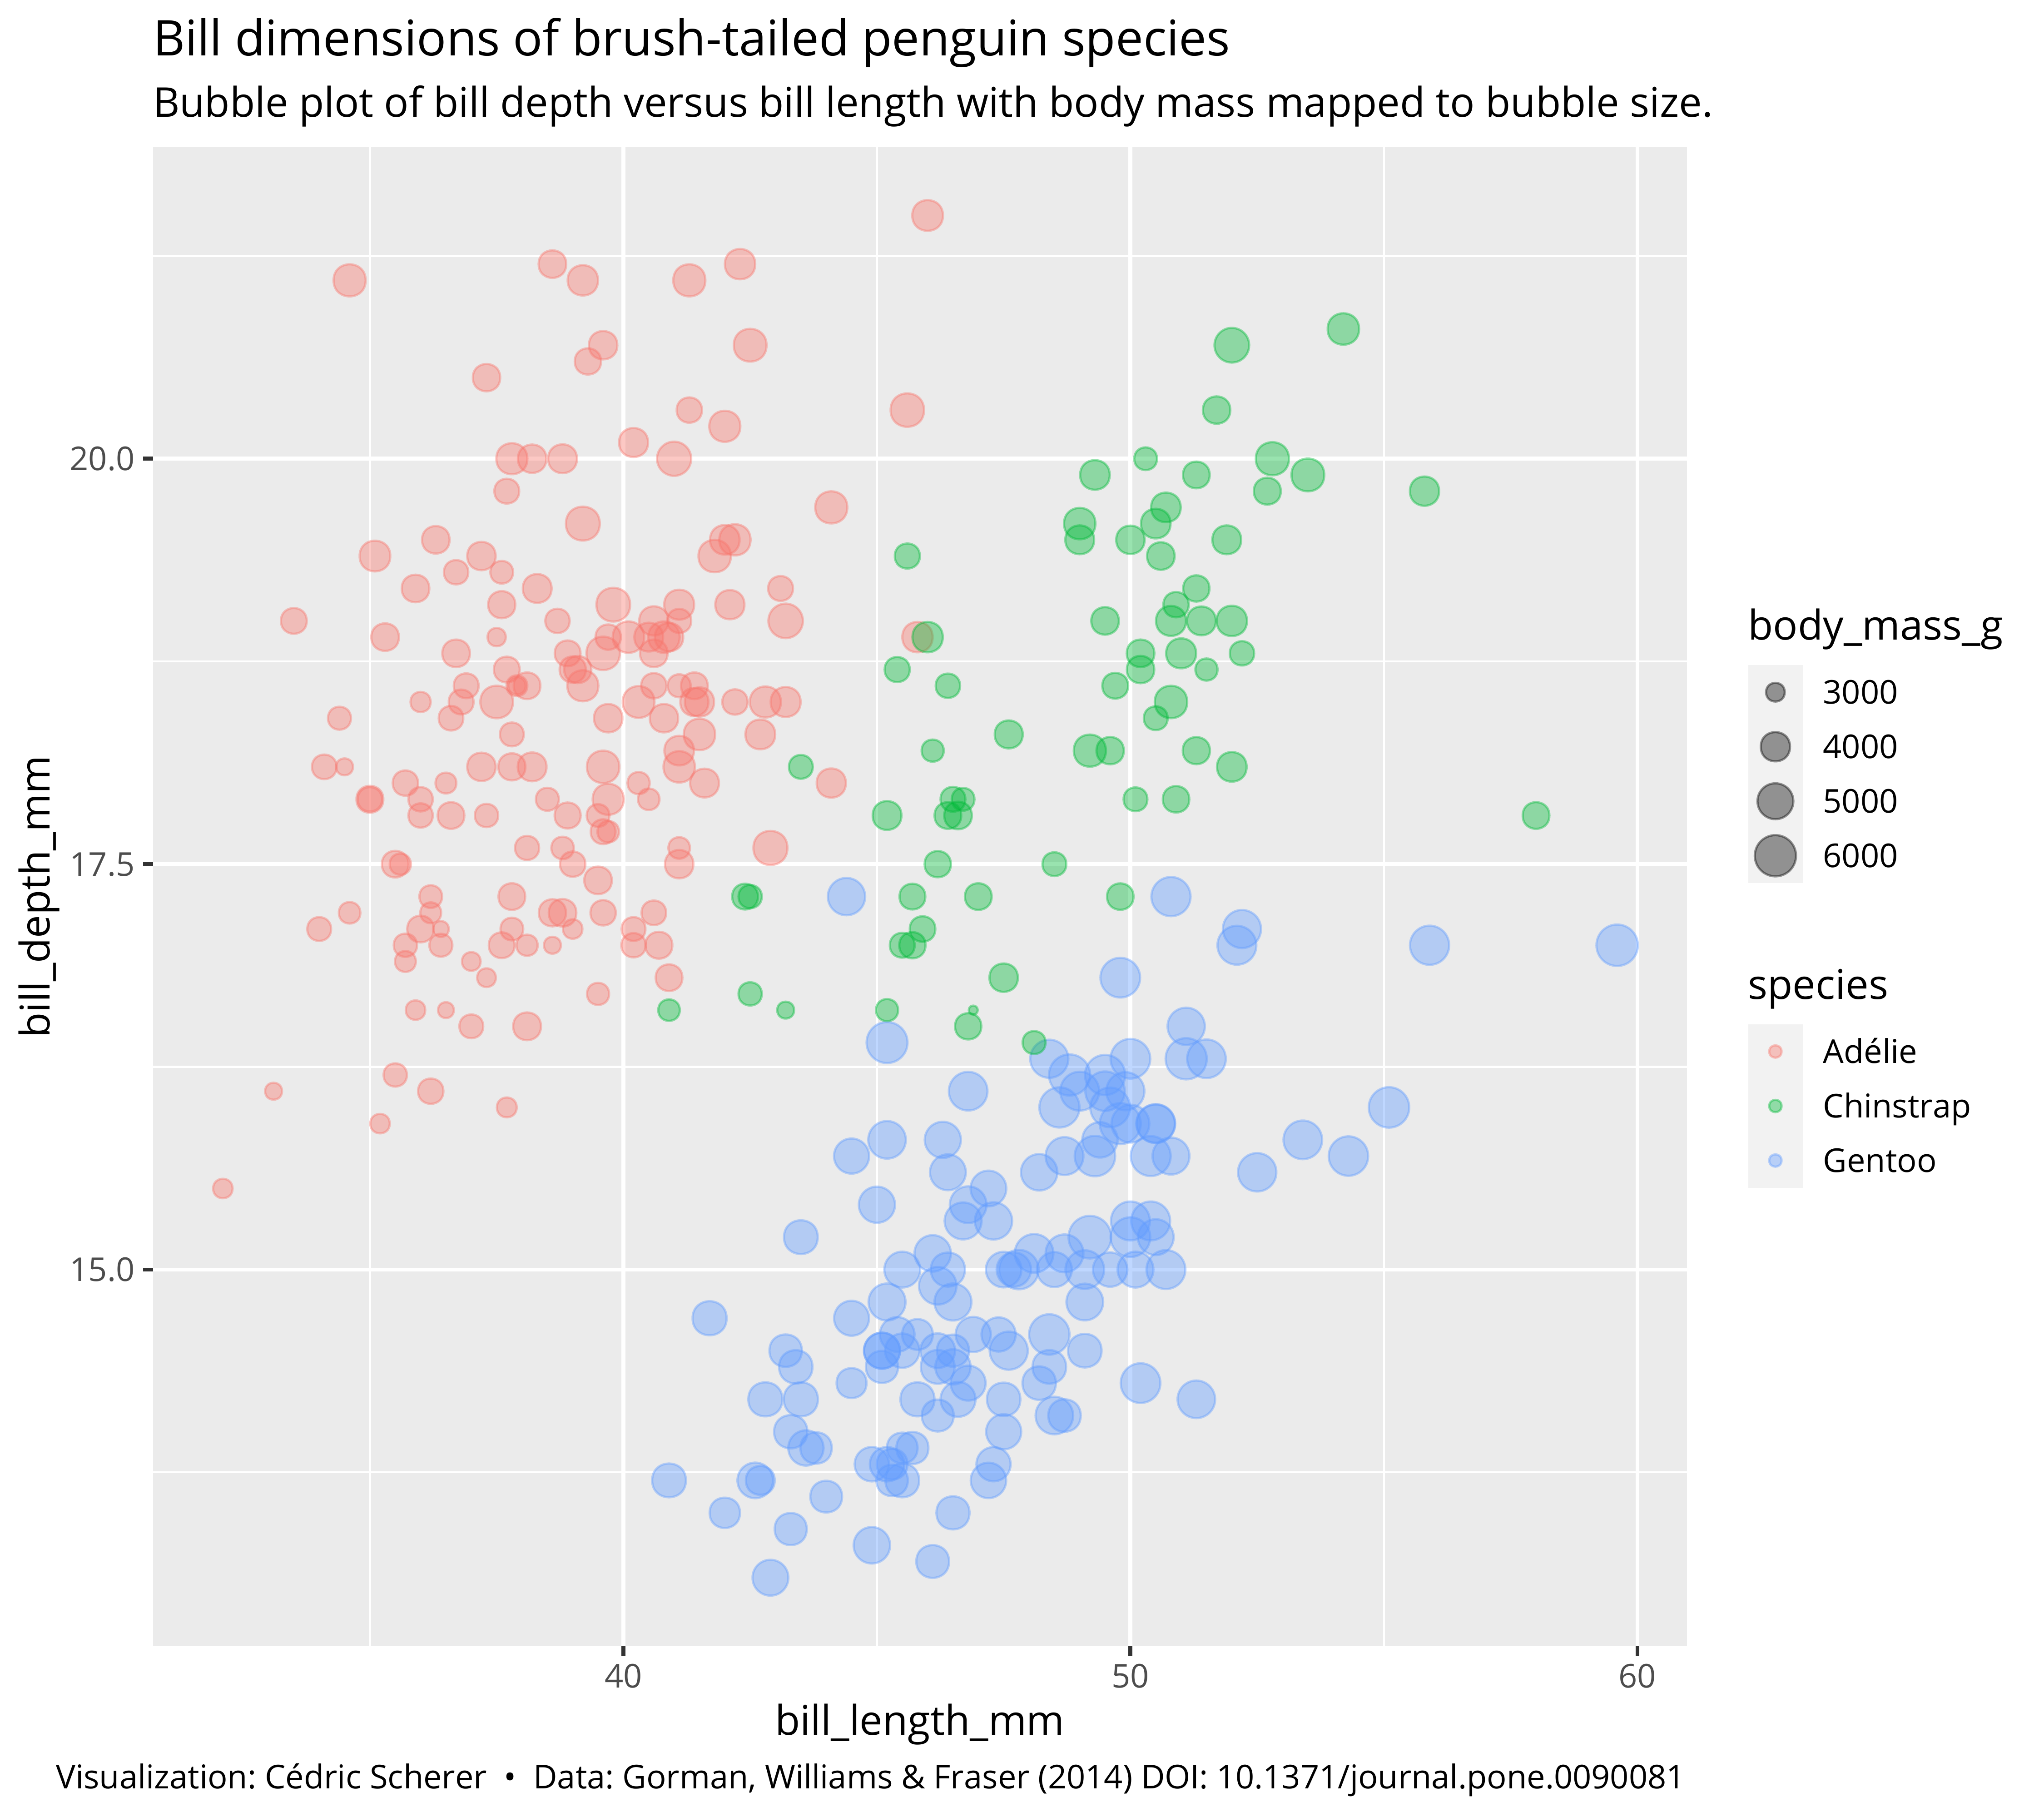 Bill dimensions of brush-tailed penguin species
Bubble plot of bill depth versus bill length with body mass mapped to bubble size.
bill_depth_mm
20.0
17.5
15.0
40
50
60
bill_length_mm
body_mass_g
3000
4000
5000
6000
species
Adélie
Chinstrap
Gentoo
Visualization: Cédric Scherer • Data: Gorman, Williams & Fraser (2014) DOI: 10.1371/journal.pone.0090081